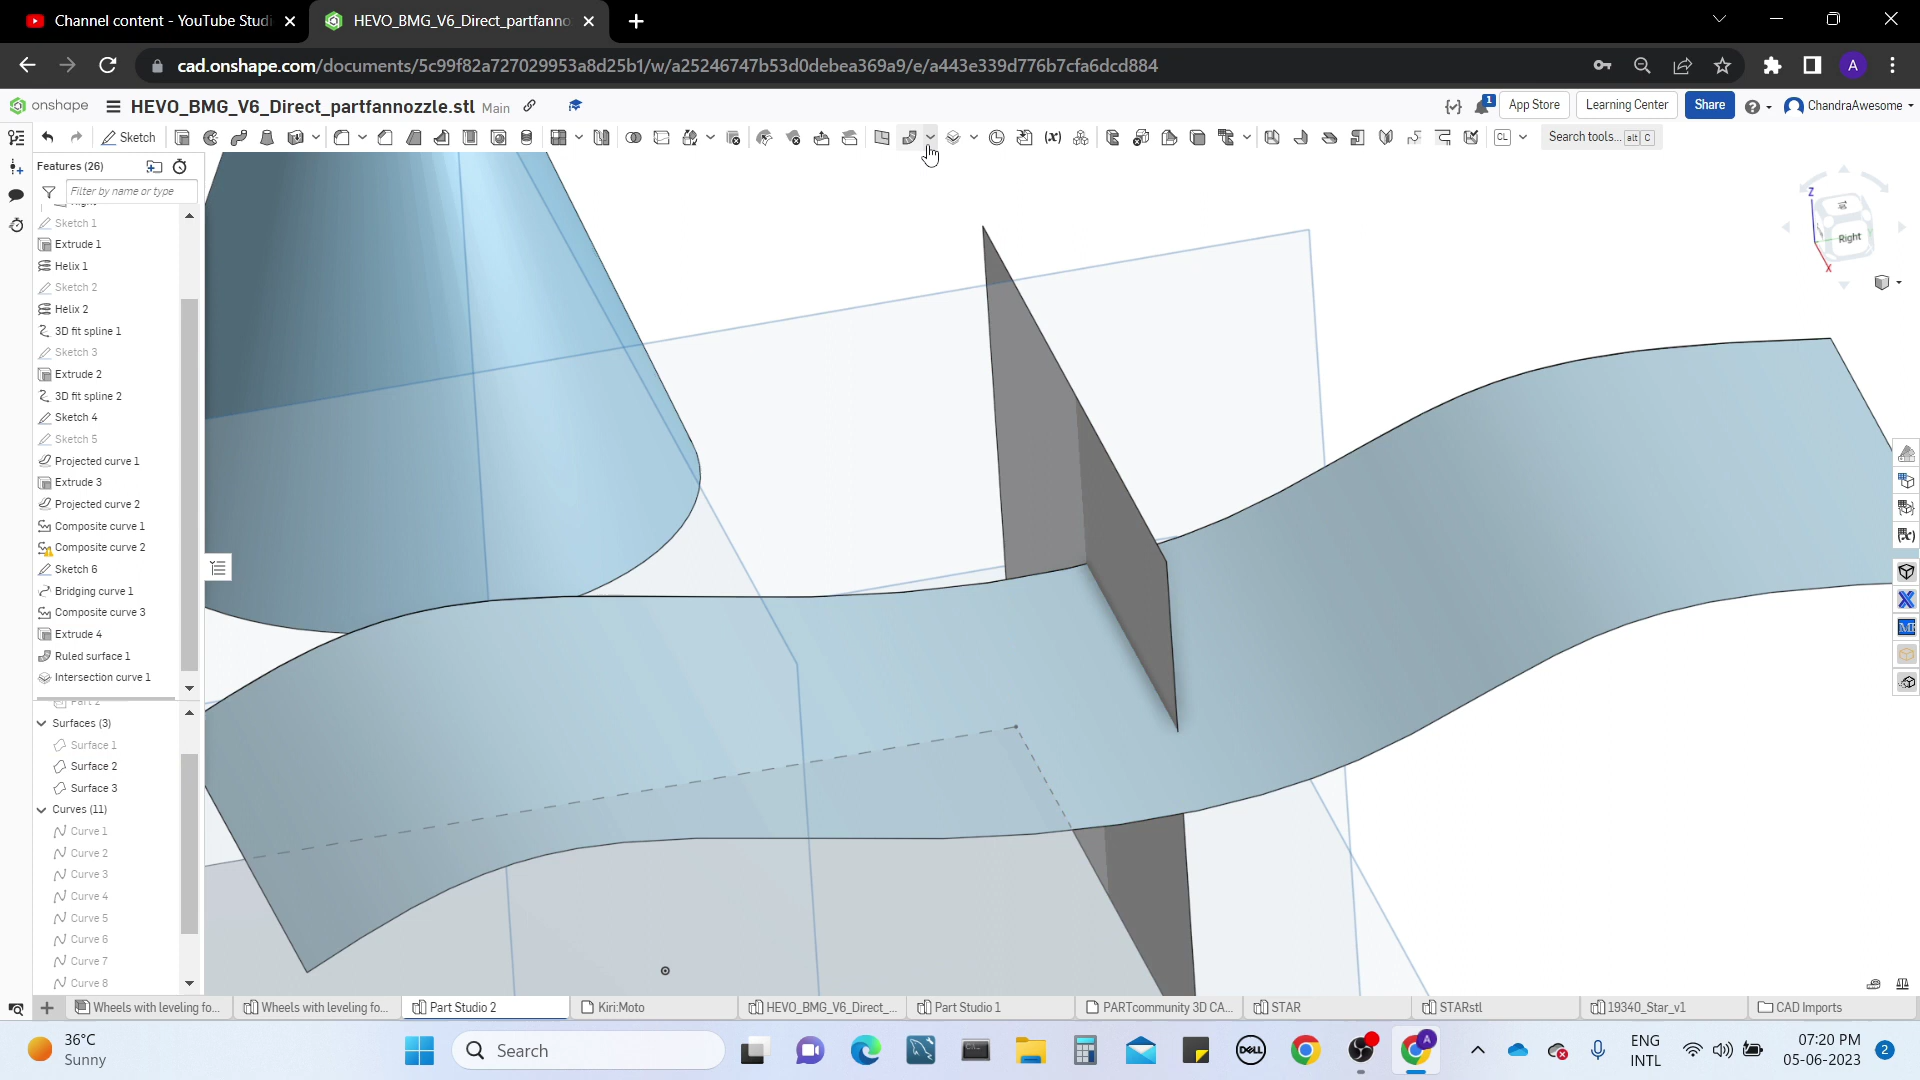 Channel content - YouTube Studi
HEVO_BMG_V6_Direct_partfanno
cad.onshape.com/documents/5c99f82a727029953a8d25b1/w/a25246747b53d0debea369a9/e/a443e339d776b7cfa6dcd884
A
onshape
HEVO_BMG_V6_Direct_partfannozzle.stl Main
1
App Store
Learning Center
Share
ChandraAwesome
Sketch
CL
Search tools... alt C
Features (26)
Filter by name or type
Sketch 1
Extrude 1
Helix 1
Sketch 2
Helix 2
3D fit spline 1
Sketch 3
Extrude 2
3D fit spline 2
Sketch 4
Sketch 5
Projected curve 1
Extrude 3
Projected curve 2
Composite curve 1
Composite curve 2
Sketch 6
Bridging curve 1
Composite curve 3
Extrude 4
Ruled surface 1
Intersection curve 1
Surfaces (3)
Surface 1
Surface 2
Surface 3
Curves (11)
Curve 1
Curve 2
Curve 3
Curve 4
Curve 5
Curve 6
Curve 7
Curve 8
Z
Right
X
Wheels with leveling fo...
Wheels with leveling fo...
Part Studio 2
Kiri:Moto
HEVO_BMG_V6_Direct_...
Part Studio 1
PARTcommunity 3D CA...
STAR
STARstl
19340_Star_v1
CAD Imports
36°C
Sunny
Search
DELL
A
ENG
INTL
07:20 PM
05-06-2023
2